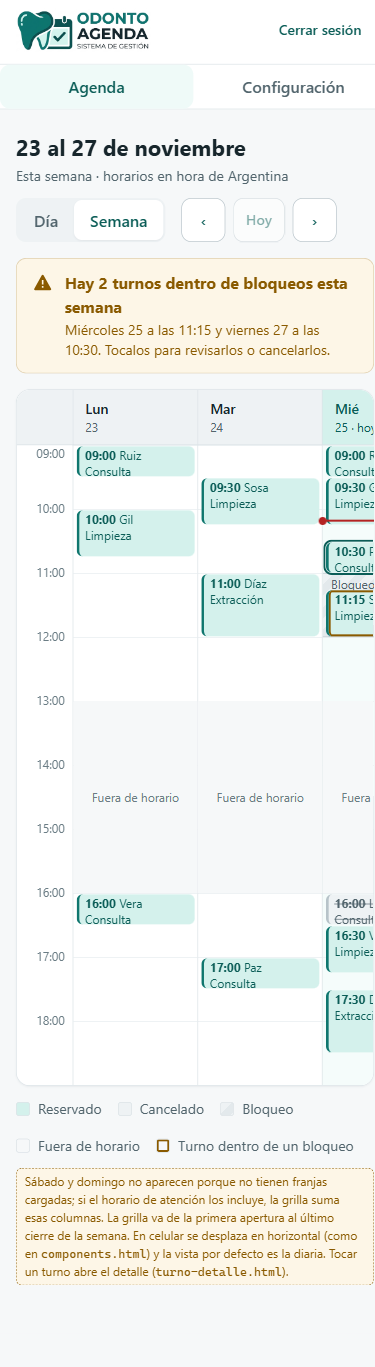 ODONTO
AGENDA
SISTEMA DE GESTIÓN
Cerrar sesión
Agenda
Configuración
23 al 27 de noviembre
Esta semana · horarios en hora de Argentina
Día
Semana
‹
Hoy
›
Hay 2 turnos dentro de bloqueos esta
semana
Miércoles 25 a las 11:15 y viernes 27 a las
10:30. Tocalos para revisarlos o cancelarlos.
Lun
23
Mar
24
Mié
25 · hoy
09:00
10:00
11:00
12:00
13:00
14:00
15:00
16:00
17:00
18:00
09:00 Ruiz
Consulta
10:00 Gil
Limpieza
Fuera de horario
16:00 Vera
Consulta
09:30 Sosa
Limpieza
11:00 Díaz
Extracción
Fuera de horario
17:00 Paz
Consulta
09:00
Consult
09:30
Limpiez
10:30
Consult
Bloqueo
11:15
Limpiez
Fuera
16:00
Consult
16:30
Limpiez
17:30
Extracci
Reservado
Cancelado
Bloqueo
Fuera de horario
Turno dentro de un bloqueo
Sábado y domingo no aparecen porque no tienen franjas
cargadas; si el horario de atención los incluye, la grilla suma
esas columnas. La grilla va de la primera apertura al último
cierre de la semana. En celular se desplaza en horizontal (como
en components.html) y la vista por defecto es la diaria. Tocar
un turno abre el detalle (turno-detalle.html).